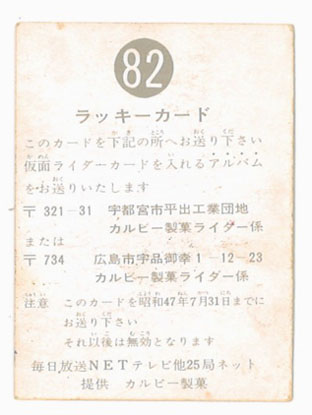 82
ラッキーカード
このカードを下記の所へお送り下さい
仮面ライダーカードを入れるアルバム
をお送りいたします
〒 321-31 宇都宮市平出工業団地
カルビー製菓ライダー係
または
〒734 広島市宇品御幸1-12-23
カルビー製菓ライダー係
注意 このカードを昭和47年7月31日までに
お送り下さい
それ以後は無効となります
毎日放送NETテレビ他25局ネット
提供 カルビー製菓